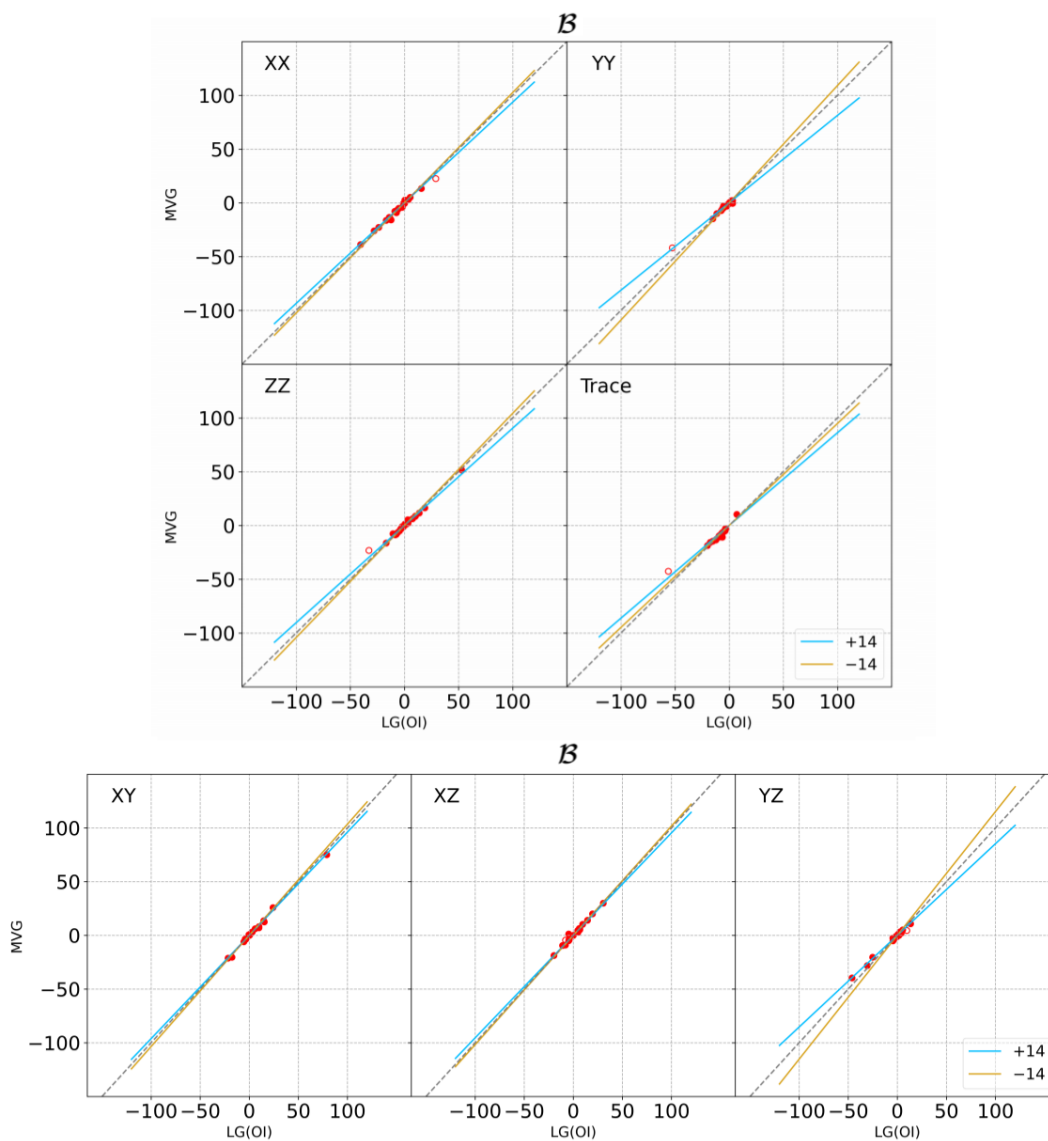 ℬ
XX
YY
100
50
0
−50
−100
MVG
ZZ
Trace
100
50
0
−50
−100
MVG
+14
−14
−100 −50 0 50 100 −100 −50 0 50 100
LG(OI) LG(OI)
ℬ
XY
XZ
YZ
100
50
0
−50
−100
MVG
+14
−14
−100 −50 0 50 100 −100 −50 0 50 100 −100 −50 0 50 100
LG(OI) LG(OI) LG(OI)